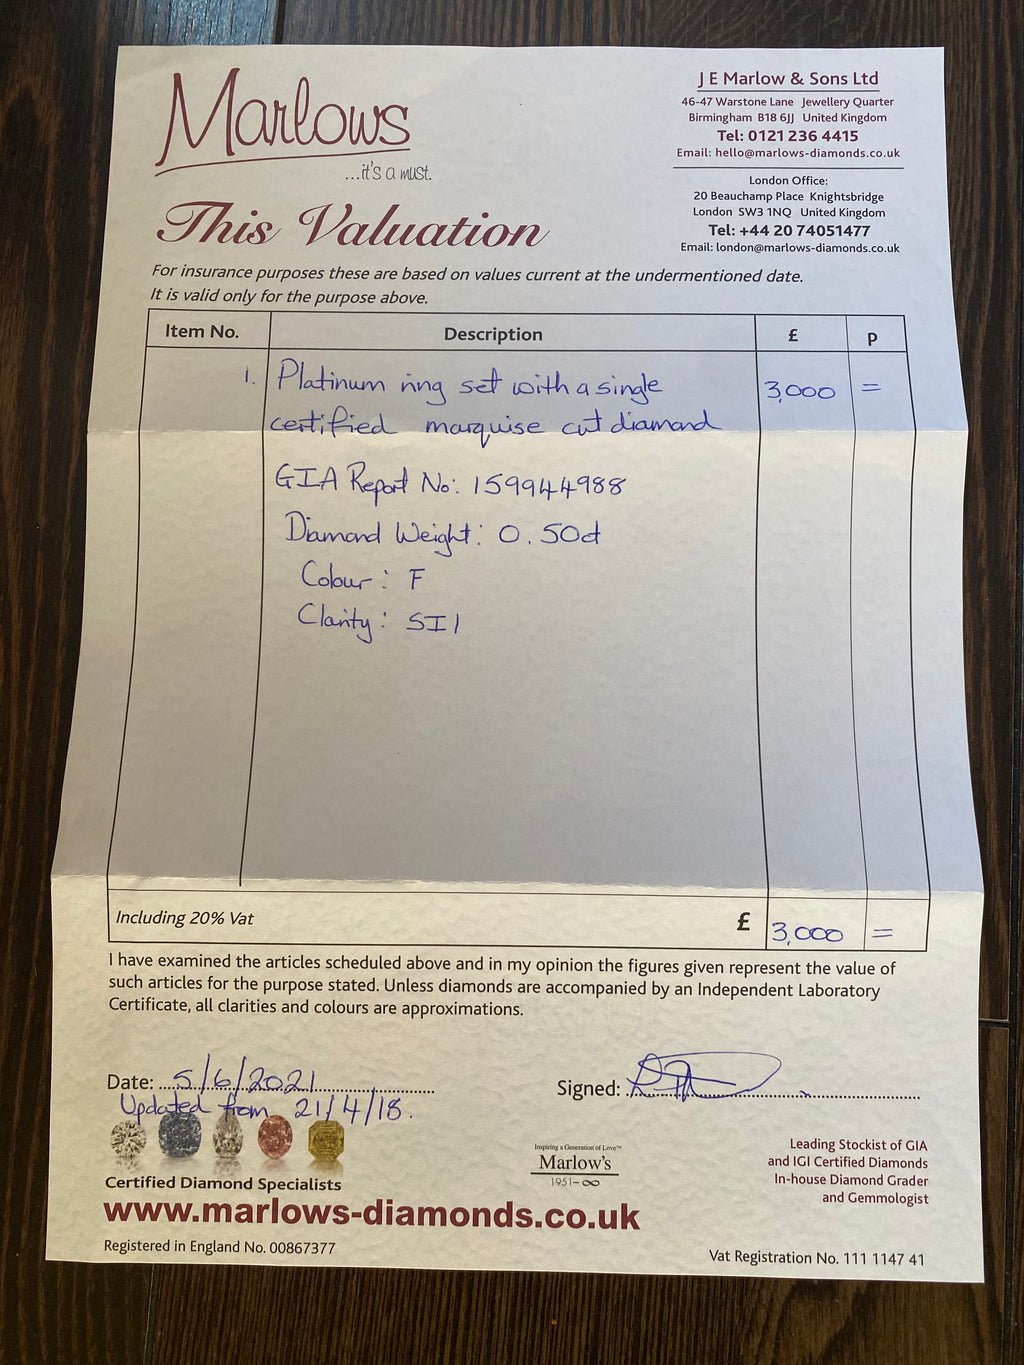 Marlows
...it's a must.
J E Marlow & Sons Ltd
46-47 Warstone Lane Jewellery Quarter
Birmingham B18 6JJ United Kingdom
Tel: 0121 236 4415
Email: hello@marlows-diamonds.co.uk
London Office:
20 Beauchamp Place Knightsbridge
London SW3 1NQ United Kingdom
Tel: +44 20 74051477
Email: london@marlows-diamonds.co.uk
This Valuation
For insurance purposes these are based on values current at the undermentioned date.
It is valid only for the purpose above.
Item No. Description £ p
1. Platinum ring set with a single 3,000 =
certified marquise cut diamond
GIA Report No: 159944988
Diamond Weight: 0.50ct
Colour: F
Clarity: SI1
Including 20% Vat £ 3,000 =
I have examined the articles scheduled above and in my opinion the figures given represent the value of
such articles for the purpose stated. Unless diamonds are accompanied by an Independent Laboratory
Certificate, all clarities and colours are approximations.
Date: 5/6/2021 Signed:
Updated from 21/4/18.
Certified Diamond Specialists
Inspiring a Generation of Love™
Marlow's
1951-∞
Leading Stockist of GIA
and IGI Certified Diamonds
In-house Diamond Grader
and Gemmologist
www.marlows-diamonds.co.uk
Registered in England No. 00867377
Vat Registration No. 111 1147 41